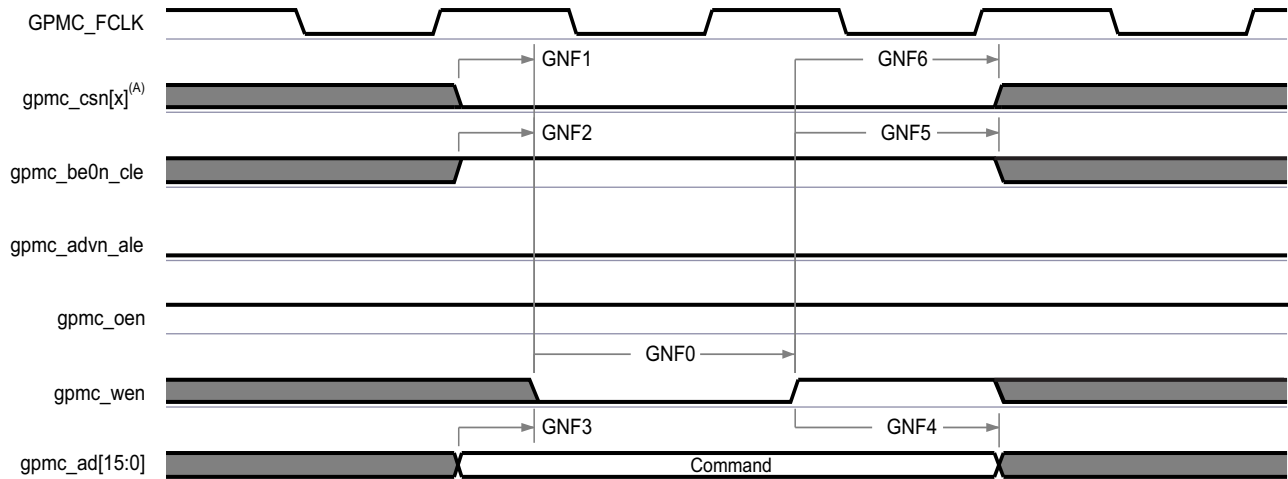 GPMC_FCLK
GNF1 GNF6
gpmc_csn[x](A)
GNF2 GNF5
gpmc_be0n_cle
gpmc_advn_ale
gpmc_oen
GNF0
gpmc_wen
GNF3 GNF4
gpmc_ad[15:0] Command